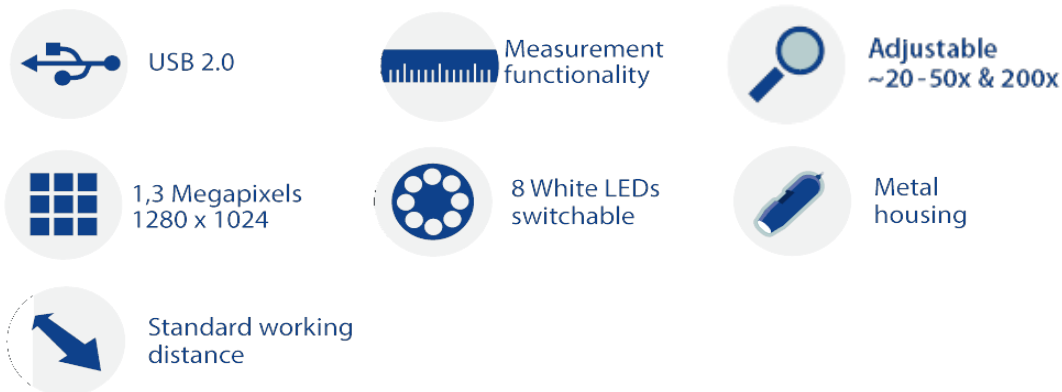 USB 2.0
Measurement
functionality
Adjustable
~20-50x & 200x
1,3 Megapixels
1280 x 1024
8 White LEDs
switchable
Metal
housing
Standard working
distance